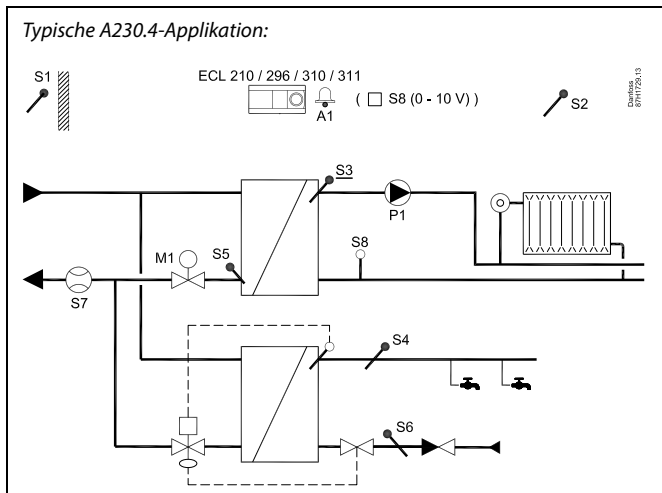 Typische A230.4-Applikation:
S1
ECL 210 / 296 / 310 / 311
A1
( S8 (0 - 10 V) )
S2
Danfoss
87H1729.13
S3
P1
M1
S5
S8
S7
S4
S6